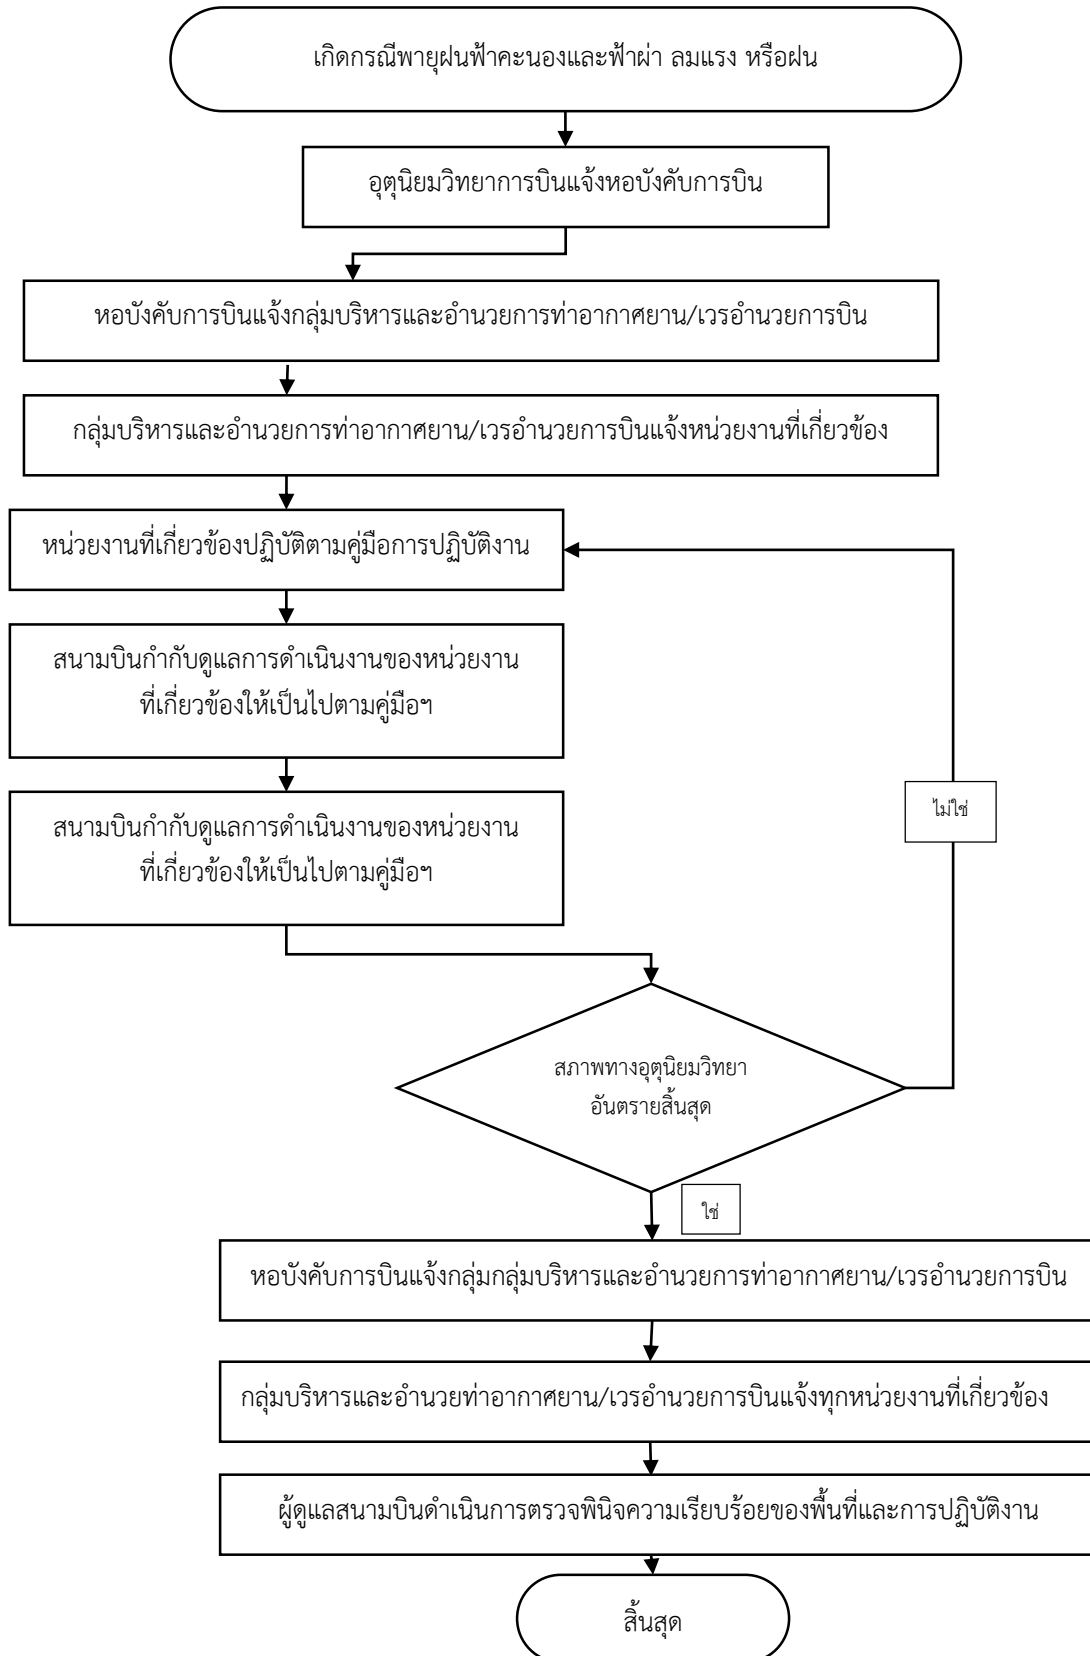 เกิดกรณีพายุฝนฟ้าคะนองและฟ้าผ่า ลมแรง หรือฝน
อุตุนิยมวิทยาการบินแจ้งหอบังคับการบิน
หอบังคับการบินแจ้งกลุ่มบริหารและอำนวยการท่าอากาศยาน/เวรอำนวยการบิน
กลุ่มบริหารและอำนวยการท่าอากาศยาน/เวรอำนวยการบินแจ้งหน่วยงานที่เกี่ยวข้อง
หน่วยงานที่เกี่ยวข้องปฏิบัติตามคู่มือการปฏิบัติงาน
สนามบินกำกับดูแลการดำเนินงานของหน่วยงาน
ที่เกี่ยวข้องให้เป็นไปตามคู่มือฯ
สนามบินกำกับดูแลการดำเนินงานของหน่วยงาน
ที่เกี่ยวข้องให้เป็นไปตามคู่มือฯ
ไม่ใช่
สภาพทางอุตุนิยมวิทยา
อันตรายสิ้นสุด
ใช่
หอบังคับการบินแจ้งกลุ่มกลุ่มบริหารและอำนวยการท่าอากาศยาน/เวรอำนวยการบิน
กลุ่มบริหารและอำนวยท่าอากาศยาน/เวรอำนวยการบินแจ้งทุกหน่วยงานที่เกี่ยวข้อง
ผู้ดูแลสนามบินดำเนินการตรวจพินิจความเรียบร้อยของพื้นที่และการปฏิบัติงาน
สิ้นสุด